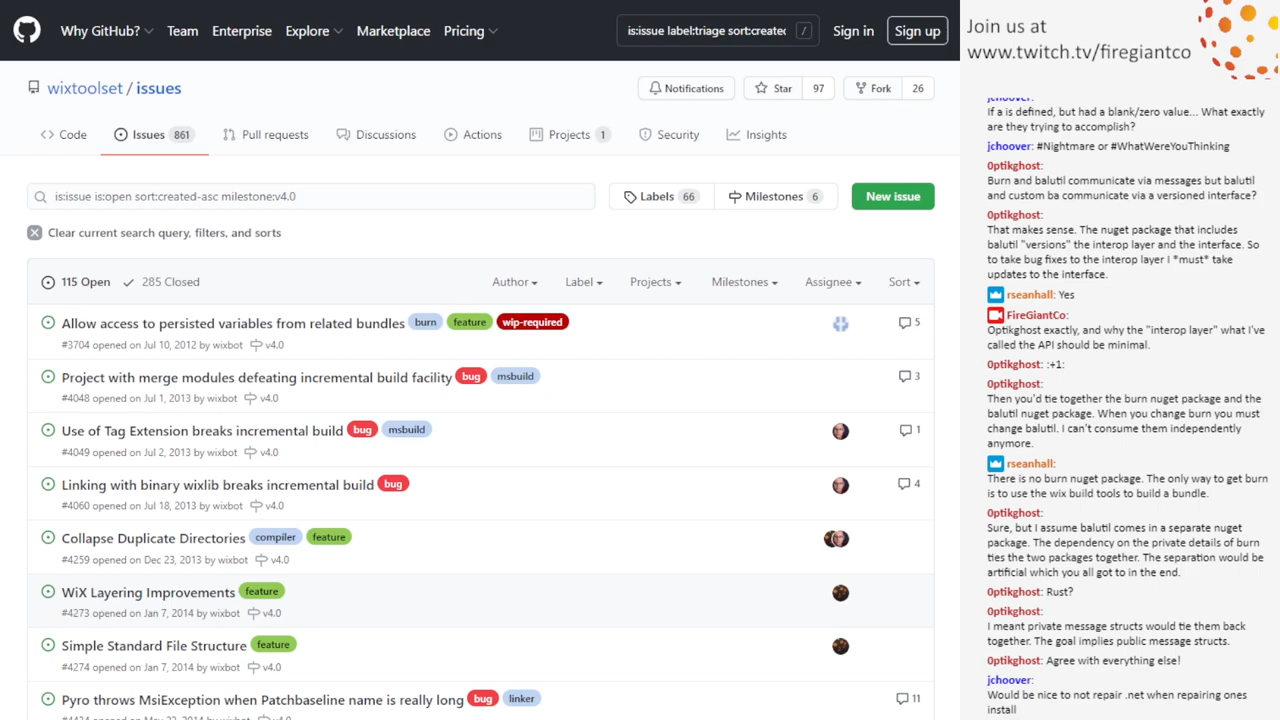 Why GitHub? Team Enterprise Explore Marketplace Pricing is:issue label:triage sort:created / Sign in Sign up
wixtoolset / issues Notifications Star 97 Fork 26
Code Issues 861 Pull requests Discussions Actions Projects 1 Security Insights
is:issue is:open sort:created-asc milestone:v4.0 Labels 66 Milestones 6 New issue
Clear current search query, filters, and sorts
115 Open 285 Closed Author Label Projects Milestones Assignee Sort
Allow access to persisted variables from related bundles burn feature wip-required 5
#3704 opened on Jul 10, 2012 by wixbot v4.0
Project with merge modules defeating incremental build facility bug msbuild 3
#4048 opened on Jul 1, 2013 by wixbot v4.0
Use of Tag Extension breaks incremental build bug msbuild 1
#4049 opened on Jul 2, 2013 by wixbot v4.0
Linking with binary wixlib breaks incremental build bug 4
#4060 opened on Jul 18, 2013 by wixbot v4.0
Collapse Duplicate Directories compiler feature
#4259 opened on Dec 23, 2013 by wixbot v4.0
WiX Layering Improvements feature
#4273 opened on Jan 7, 2014 by wixbot v4.0
Simple Standard File Structure feature
#4274 opened on Jan 7, 2014 by wixbot v4.0
Pyro throws MsiException when Patchbaseline name is really long bug linker 11
Join us at
www.twitch.tv/firegiantco
jchoover:
If a is defined, but had a blank/zero value... What exactly
are they trying to accomplish?
jchoover: #Nightmare or #WhatWereYouThinking
0ptikghost:
Burn and balutil communicate via messages but balutil
and custom ba communicate via a versioned interface?
0ptikghost:
That makes sense. The nuget package that includes
balutil "versions" the interop layer and the interface. So
to take bug fixes to the interop layer I *must* take
updates to the interface.
rseanhall: Yes
FireGiantCo:
Optikghost exactly, and why the "interop layer" what I've
called the API should be minimal.
0ptikghost: :+1:
0ptikghost:
Then you'd tie together the burn nuget package and the
balutil nuget package. When you change burn you must
change balutil. I can't consume them independently
anymore.
rseanhall:
There is no burn nuget package. The only way to get burn
is to use the wix build tools to build a bundle.
0ptikghost:
Sure, but I assume balutil comes in a separate nuget
package. The dependency on the private details of burn
ties the two packages together. The separation would be
artificial which you all got to in the end.
0ptikghost: Rust?
0ptikghost:
I meant private message structs would tie them back
together. The goal implies public message structs.
0ptikghost: Agree with everything else!
jchoover:
Would be nice to not repair .net when repairing ones
install